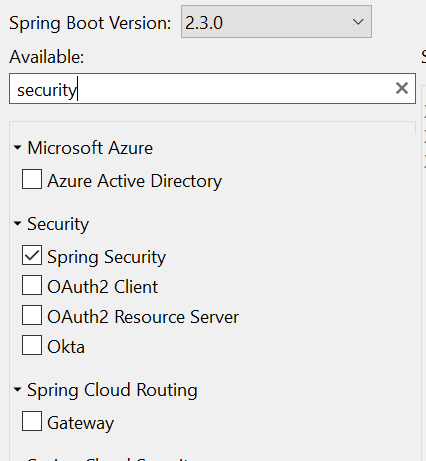 Spring Boot Version: 2.3.0
Available:
security
Microsoft Azure
Azure Active Directory
Security
Spring Security
OAuth2 Client
OAuth2 Resource Server
Okta
Spring Cloud Routing
Gateway